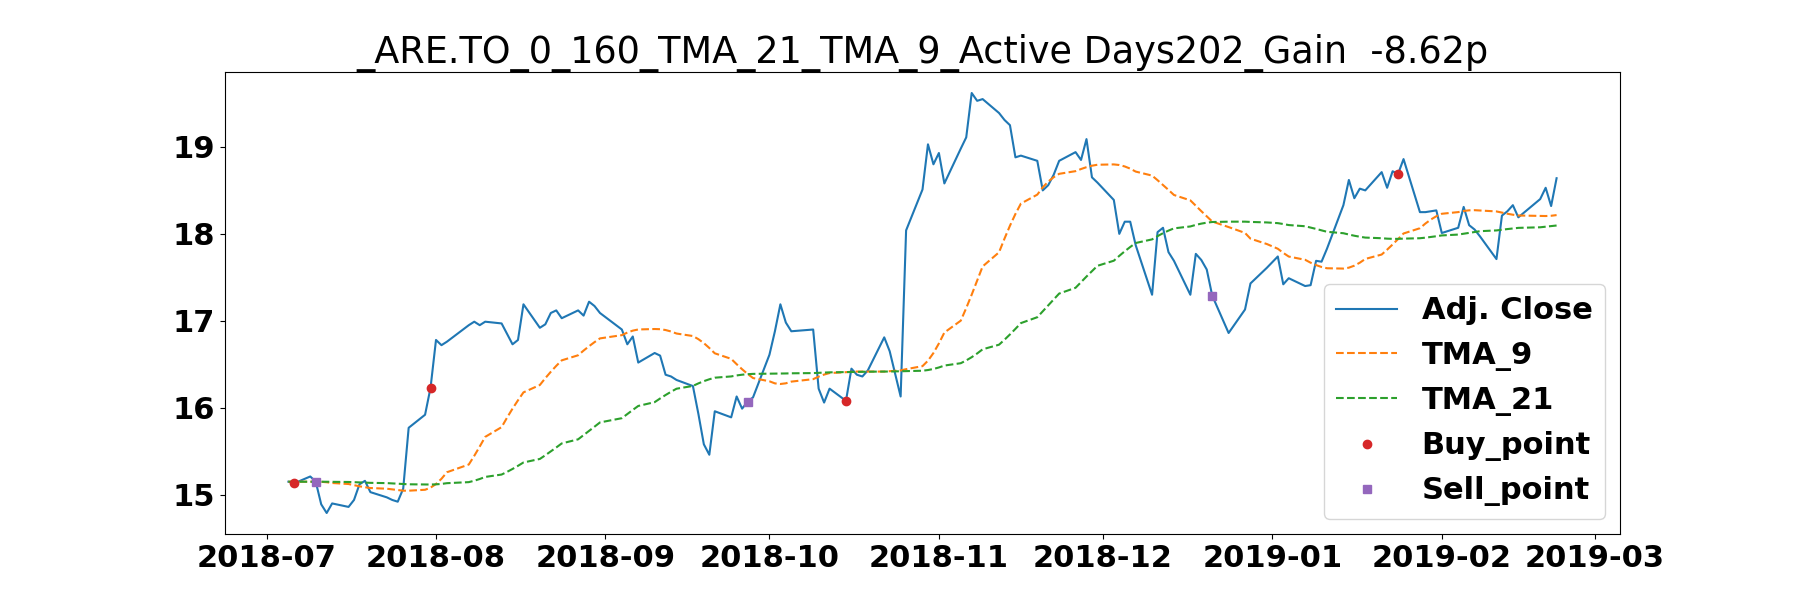 _ARE.TO_0_160_TMA_21_TMA_9_Active Days202_Gain  -8.62p
19
18
17
16
15
Adj. Close
TMA_9
TMA_21
Buy_point
Sell_point
2018-07 2018-08 2018-09 2018-10 2018-11 2018-12 2019-01 2019-02 2019-03